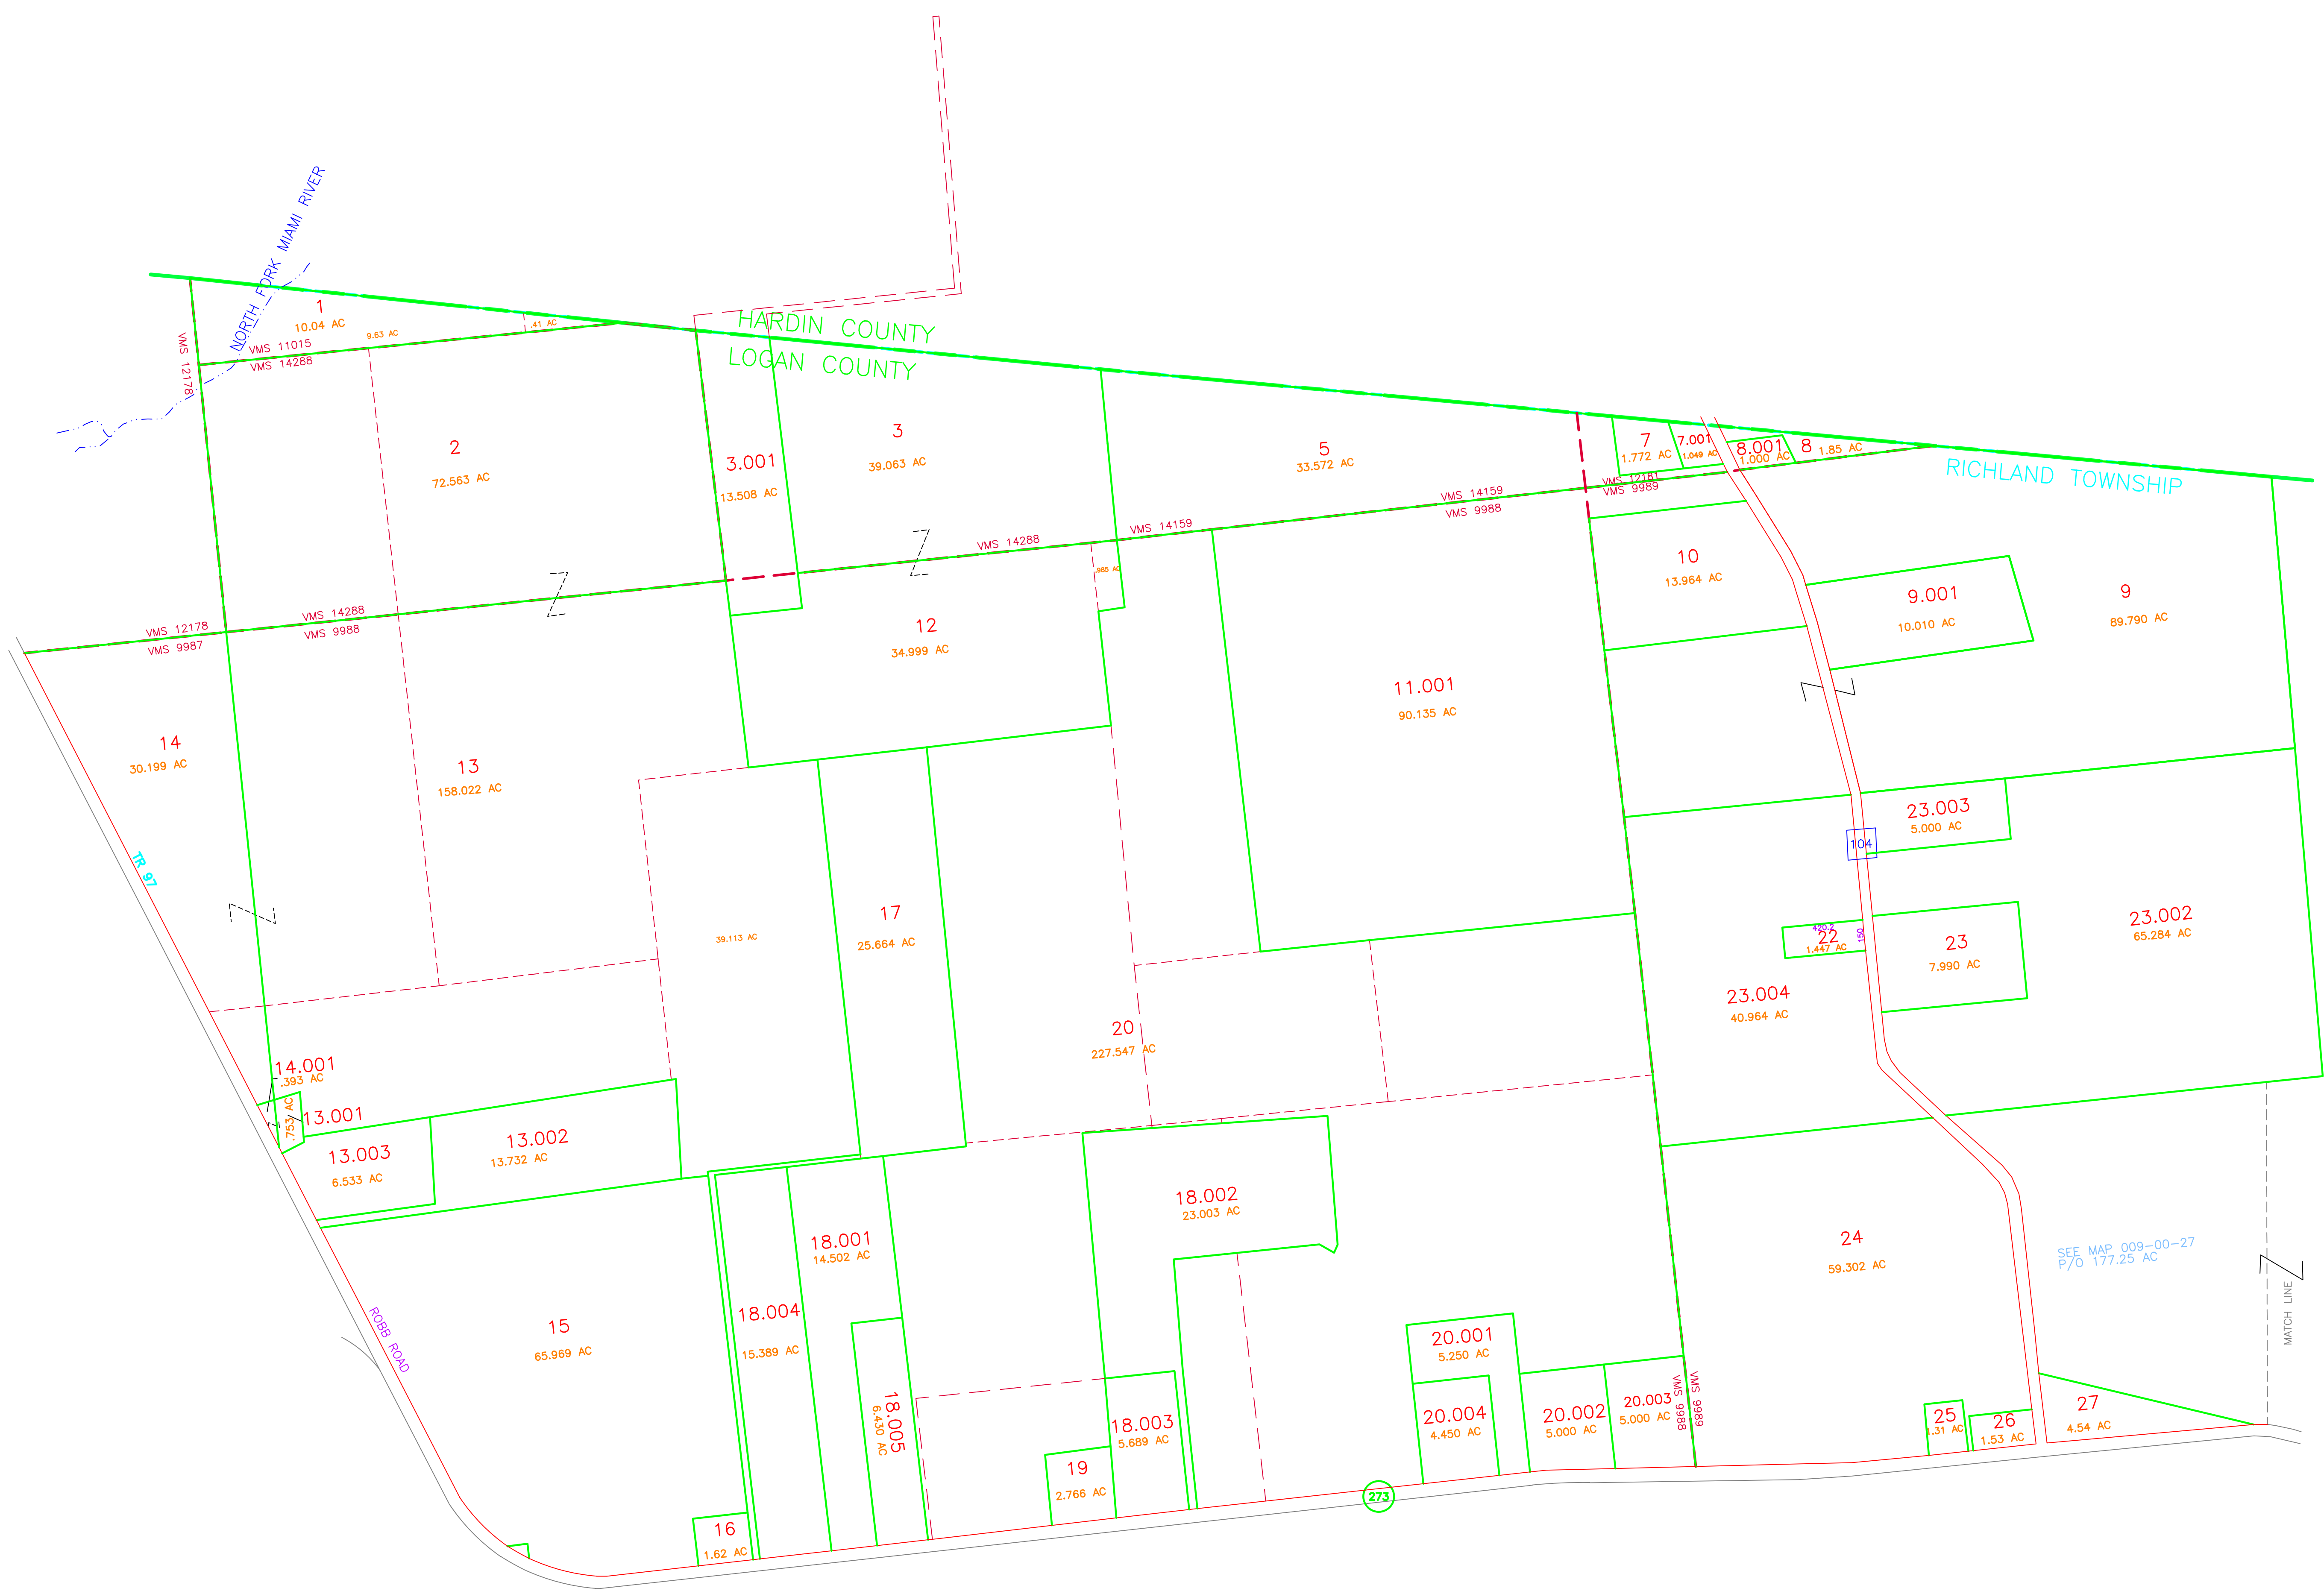 NORTH FORK MIAMI RIVER
1
10.04 AC
9.63 AC
.41 AC
VMS 11015
VMS 14288
VMS 12178
HARDIN COUNTY
LOGAN COUNTY
2
72.563 AC
3.001
13.508 AC
3
39.063 AC
5
33.572 AC
7
1.772 AC
7.001
1.049 AC
8.001
1.000 AC
8
1.85 AC
RICHLAND TOWNSHIP
VMS 12181
VMS 9989
VMS 14159
VMS 9988
VMS 14159
VMS 14288
.985 AC
VMS 14288
VMS 9988
VMS 12178
VMS 9987
10
13.964 AC
9.001
10.010 AC
9
89.790 AC
12
34.999 AC
11.001
90.135 AC
14
30.199 AC
13
158.022 AC
TR 97
39.113 AC
17
25.664 AC
23.003
5.000 AC
104
420.2
22
1.447 AC
150
23
7.990 AC
23.002
65.284 AC
23.004
40.964 AC
20
227.547 AC
14.001
.393 AC
.753 AC
13.001
13.003
6.533 AC
13.002
13.732 AC
18.002
23.003 AC
18.001
14.502 AC
18.004
15.389 AC
24
59.302 AC
SEE MAP 009-00-27
P/O 177.25 AC
MATCH LINE
ROBB ROAD
15
65.969 AC
18.005
6.430 AC
20.001
5.250 AC
20.004
4.450 AC
20.002
5.000 AC
20.003
5.000 AC
VMS 9988
VMS 9989
18.003
5.689 AC
19
2.766 AC
25
1.31 AC
26
1.53 AC
27
4.54 AC
273
16
1.62 AC